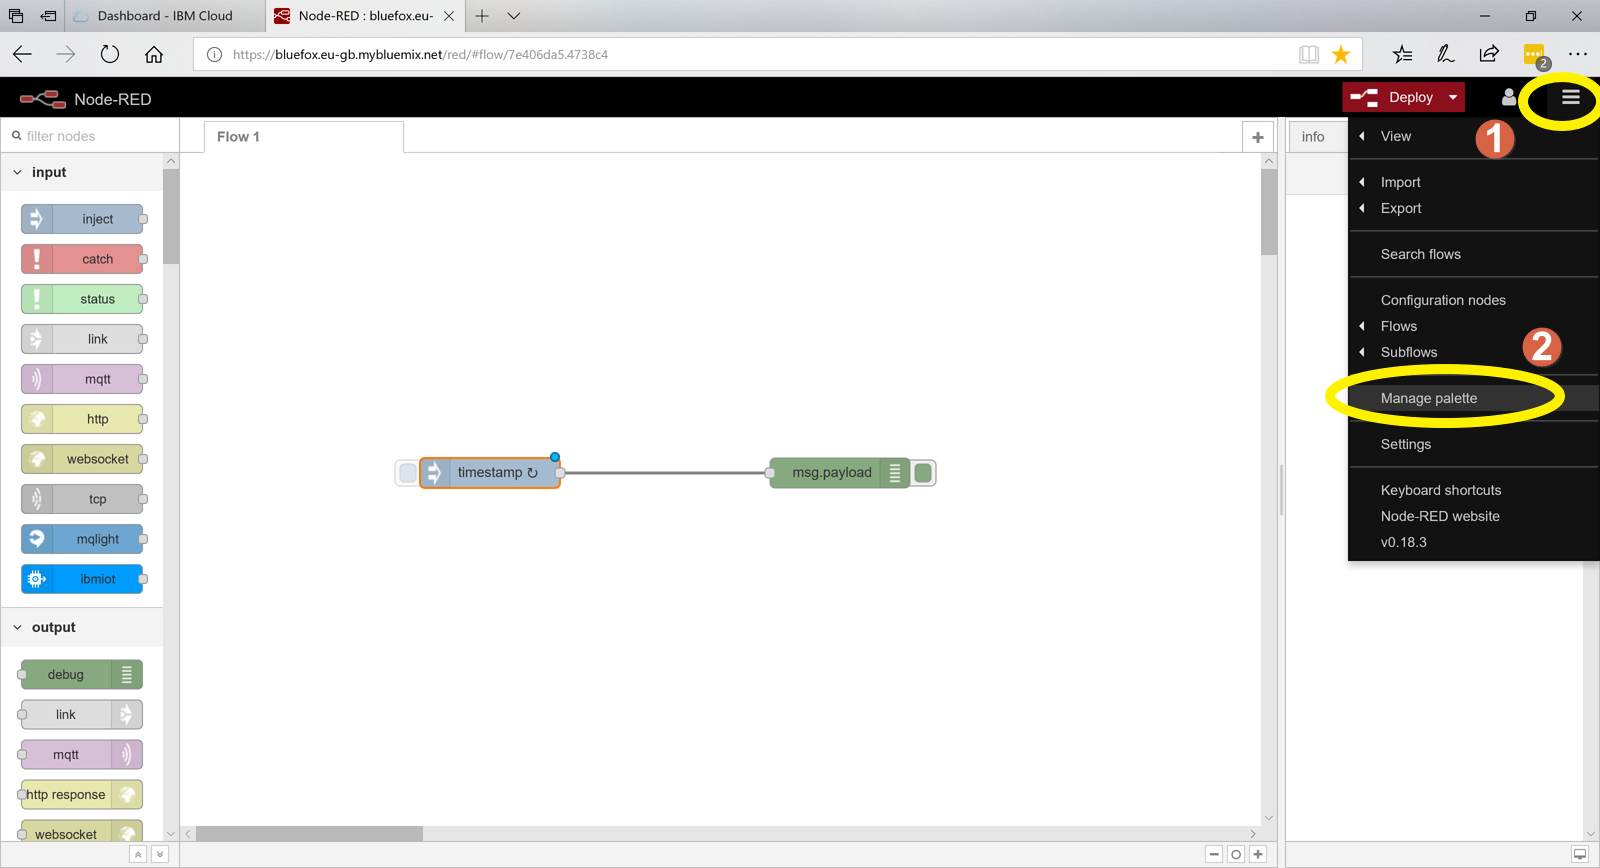 Dashboard - IBM Cloud
Node-RED : bluefox.eu-
https://bluefox.eu-gb.mybluemix.net/red/#flow/7e406da5.4738c4
2
Node-RED
Deploy
filter nodes
Flow 1
info
input
inject
catch
status
link
mqtt
http
websocket
tcp
mqlight
ibmiot
output
debug
link
mqtt
http response
websocket
timestamp ↻
msg.payload
View
1
Import
Export
Search flows
Configuration nodes
Flows
Subflows
2
Manage palette
Settings
Keyboard shortcuts
Node-RED website
v0.18.3